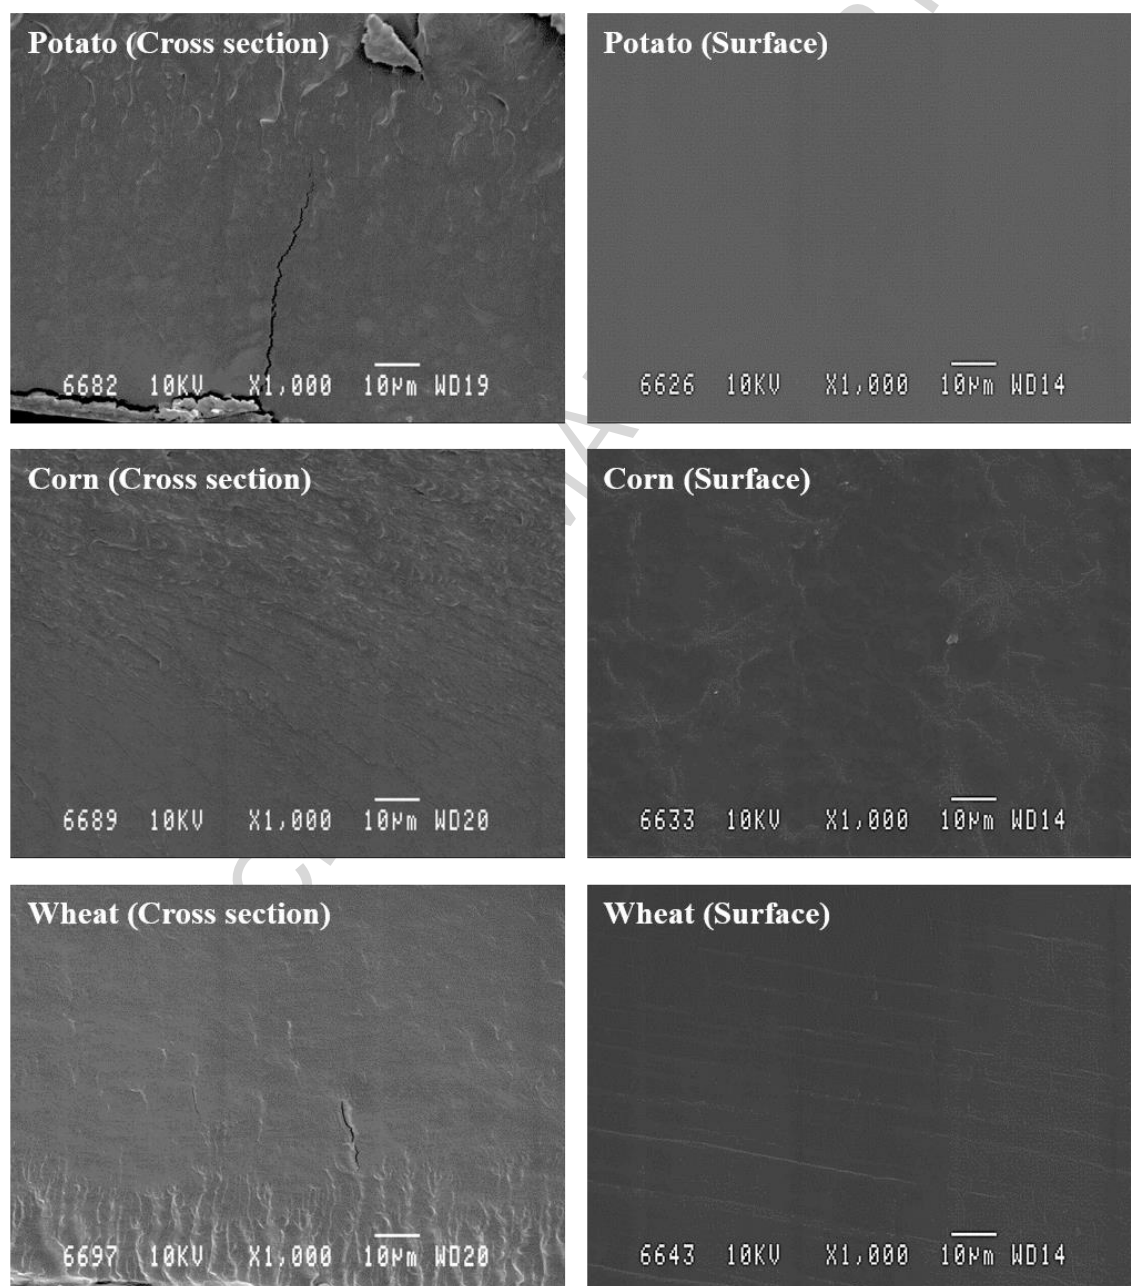 Potato (Cross section)
Potato (Surface)
6682 10KV X1,000 10µm WD19
6626 10KV X1,000 10µm WD14
Corn (Cross section)
Corn (Surface)
6689 10KV X1,000 10µm WD20
6633 10KV X1,000 10µm WD14
Wheat (Cross section)
Wheat (Surface)
6697 10KV X1,000 10µm WD20
6643 10KV X1,000 10µm WD14